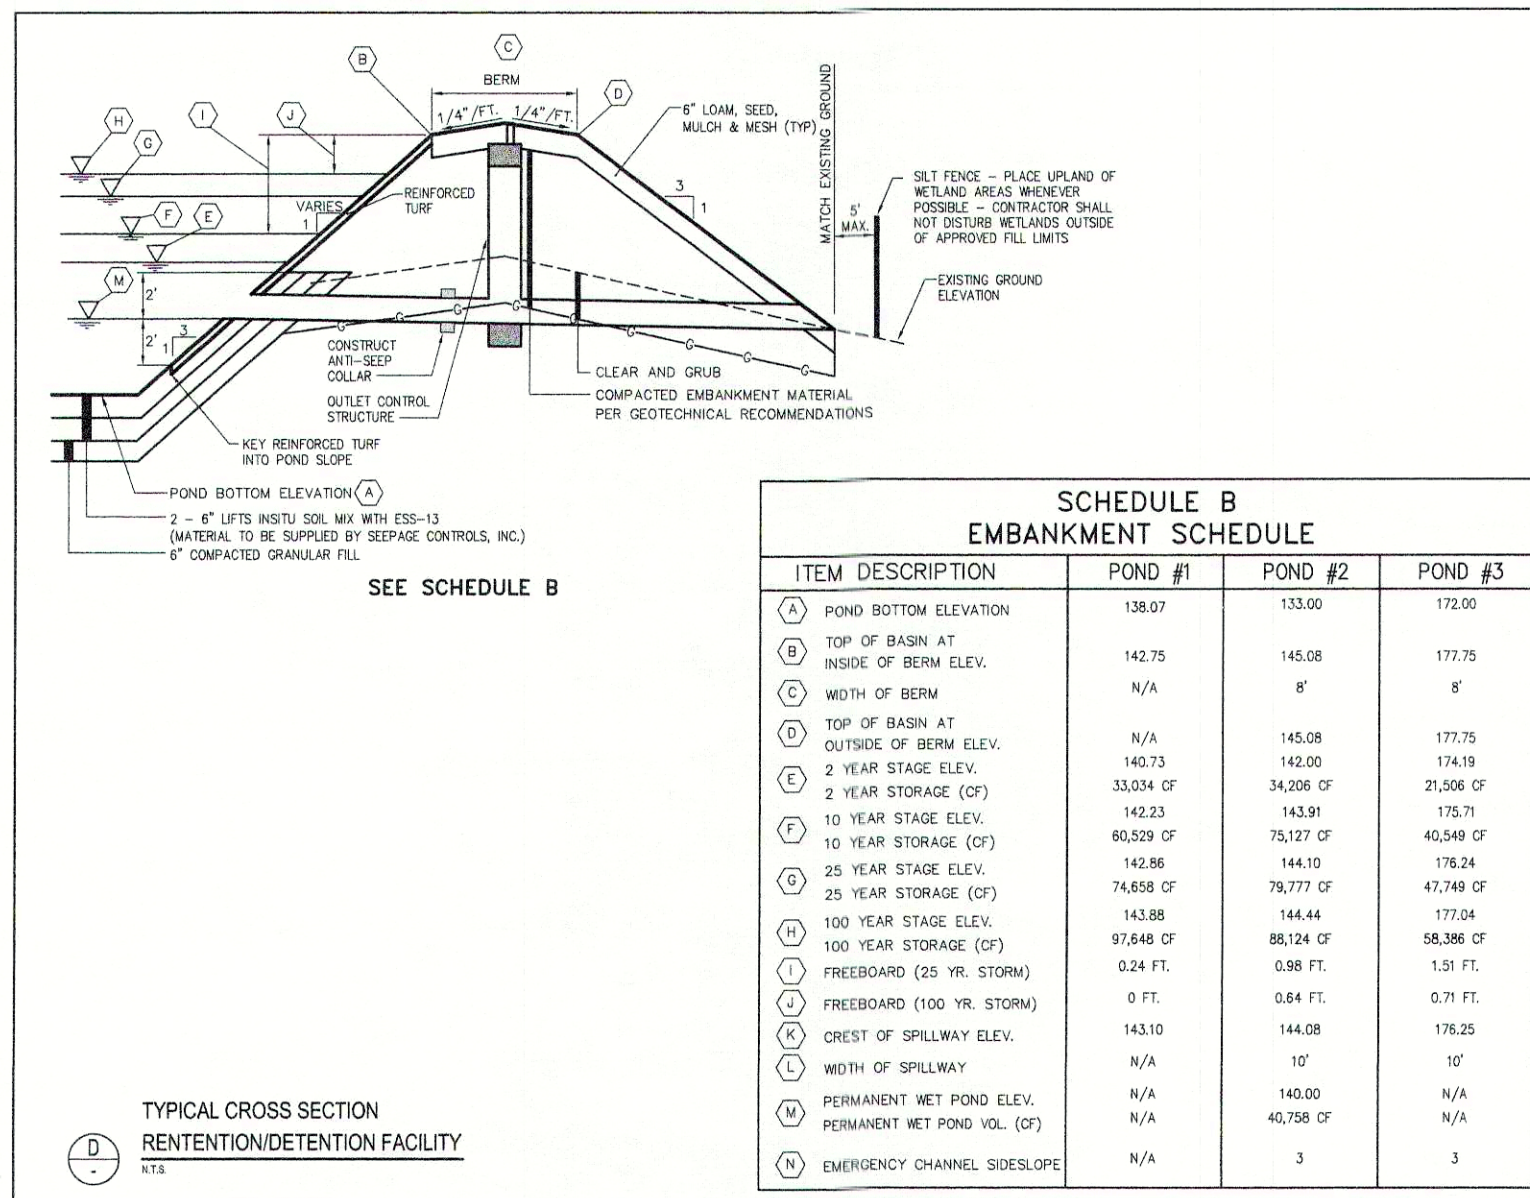 C
B
BERM
D
1/4"/FT.
1/4"/FT.
6" LOAM, SEED,
MULCH & MESH (TYP)
H
I
J
G
MATCH EXISTING GROUND
REINFORCED
TURF
VARIES
1
F
E
3
1
5'
MAX.
SILT FENCE – PLACE UPLAND OF
WETLAND AREAS WHENEVER
POSSIBLE – CONTRACTOR SHALL
NOT DISTURB WETLANDS OUTSIDE
OF APPROVED FILL LIMITS
M
2'
2'
3
1
EXISTING GROUND
ELEVATION
G
G
G
G
G
G
G
G
G
CONSTRUCT
ANTI–SEEP
COLLAR
CLEAR AND GRUB
OUTLET CONTROL
STRUCTURE
COMPACTED EMBANKMENT MATERIAL
PER GEOTECHNICAL RECOMMENDATIONS
KEY REINFORCED TURF
INTO POND SLOPE
POND BOTTOM ELEVATION A
2 – 6" LIFTS INSITU SOIL MIX WITH ESS–13
(MATERIAL TO BE SUPPLIED BY SEEPAGE CONTROLS, INC.)
6" COMPACTED GRANULAR FILL
SEE SCHEDULE B
SCHEDULE B
EMBANKMENT SCHEDULE
ITEM DESCRIPTION POND #1 POND #2 POND #3
A POND BOTTOM ELEVATION 138.07 133.00 172.00
B TOP OF BASIN AT
INSIDE OF BERM ELEV. 142.75 145.08 177.75
C WIDTH OF BERM N/A 8' 8'
D TOP OF BASIN AT
OUTSIDE OF BERM ELEV. N/A 145.08 177.75
E 2 YEAR STAGE ELEV. 140.73 142.00 174.19
2 YEAR STORAGE (CF) 33,034 CF 34,206 CF 21,506 CF
F 10 YEAR STAGE ELEV. 142.23 143.91 175.71
10 YEAR STORAGE (CF) 60,529 CF 75,127 CF 40,549 CF
G 25 YEAR STAGE ELEV. 142.86 144.10 176.24
25 YEAR STORAGE (CF) 74,658 CF 79,777 CF 47,749 CF
H 100 YEAR STAGE ELEV. 143.88 144.44 177.04
100 YEAR STORAGE (CF) 97,648 CF 88,124 CF 58,386 CF
I FREEBOARD (25 YR. STORM) 0.24 FT. 0.98 FT. 1.51 FT.
J FREEBOARD (100 YR. STORM) 0 FT. 0.64 FT. 0.71 FT.
K CREST OF SPILLWAY ELEV. 143.10 144.08 176.25
L WIDTH OF SPILLWAY N/A 10' 10'
M PERMANENT WET POND ELEV. N/A 140.00 N/A
PERMANENT WET POND VOL. (CF) N/A 40,758 CF N/A
N EMERGENCY CHANNEL SIDESLOPE N/A 3 3
D
-
TYPICAL CROSS SECTION
RENTENTION/DETENTION FACILITY
N.T.S.